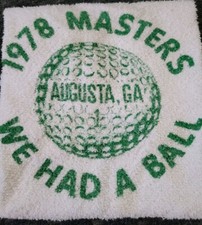 1978 MASTERS
AUGUSTA, GA
WE HAD A BALL